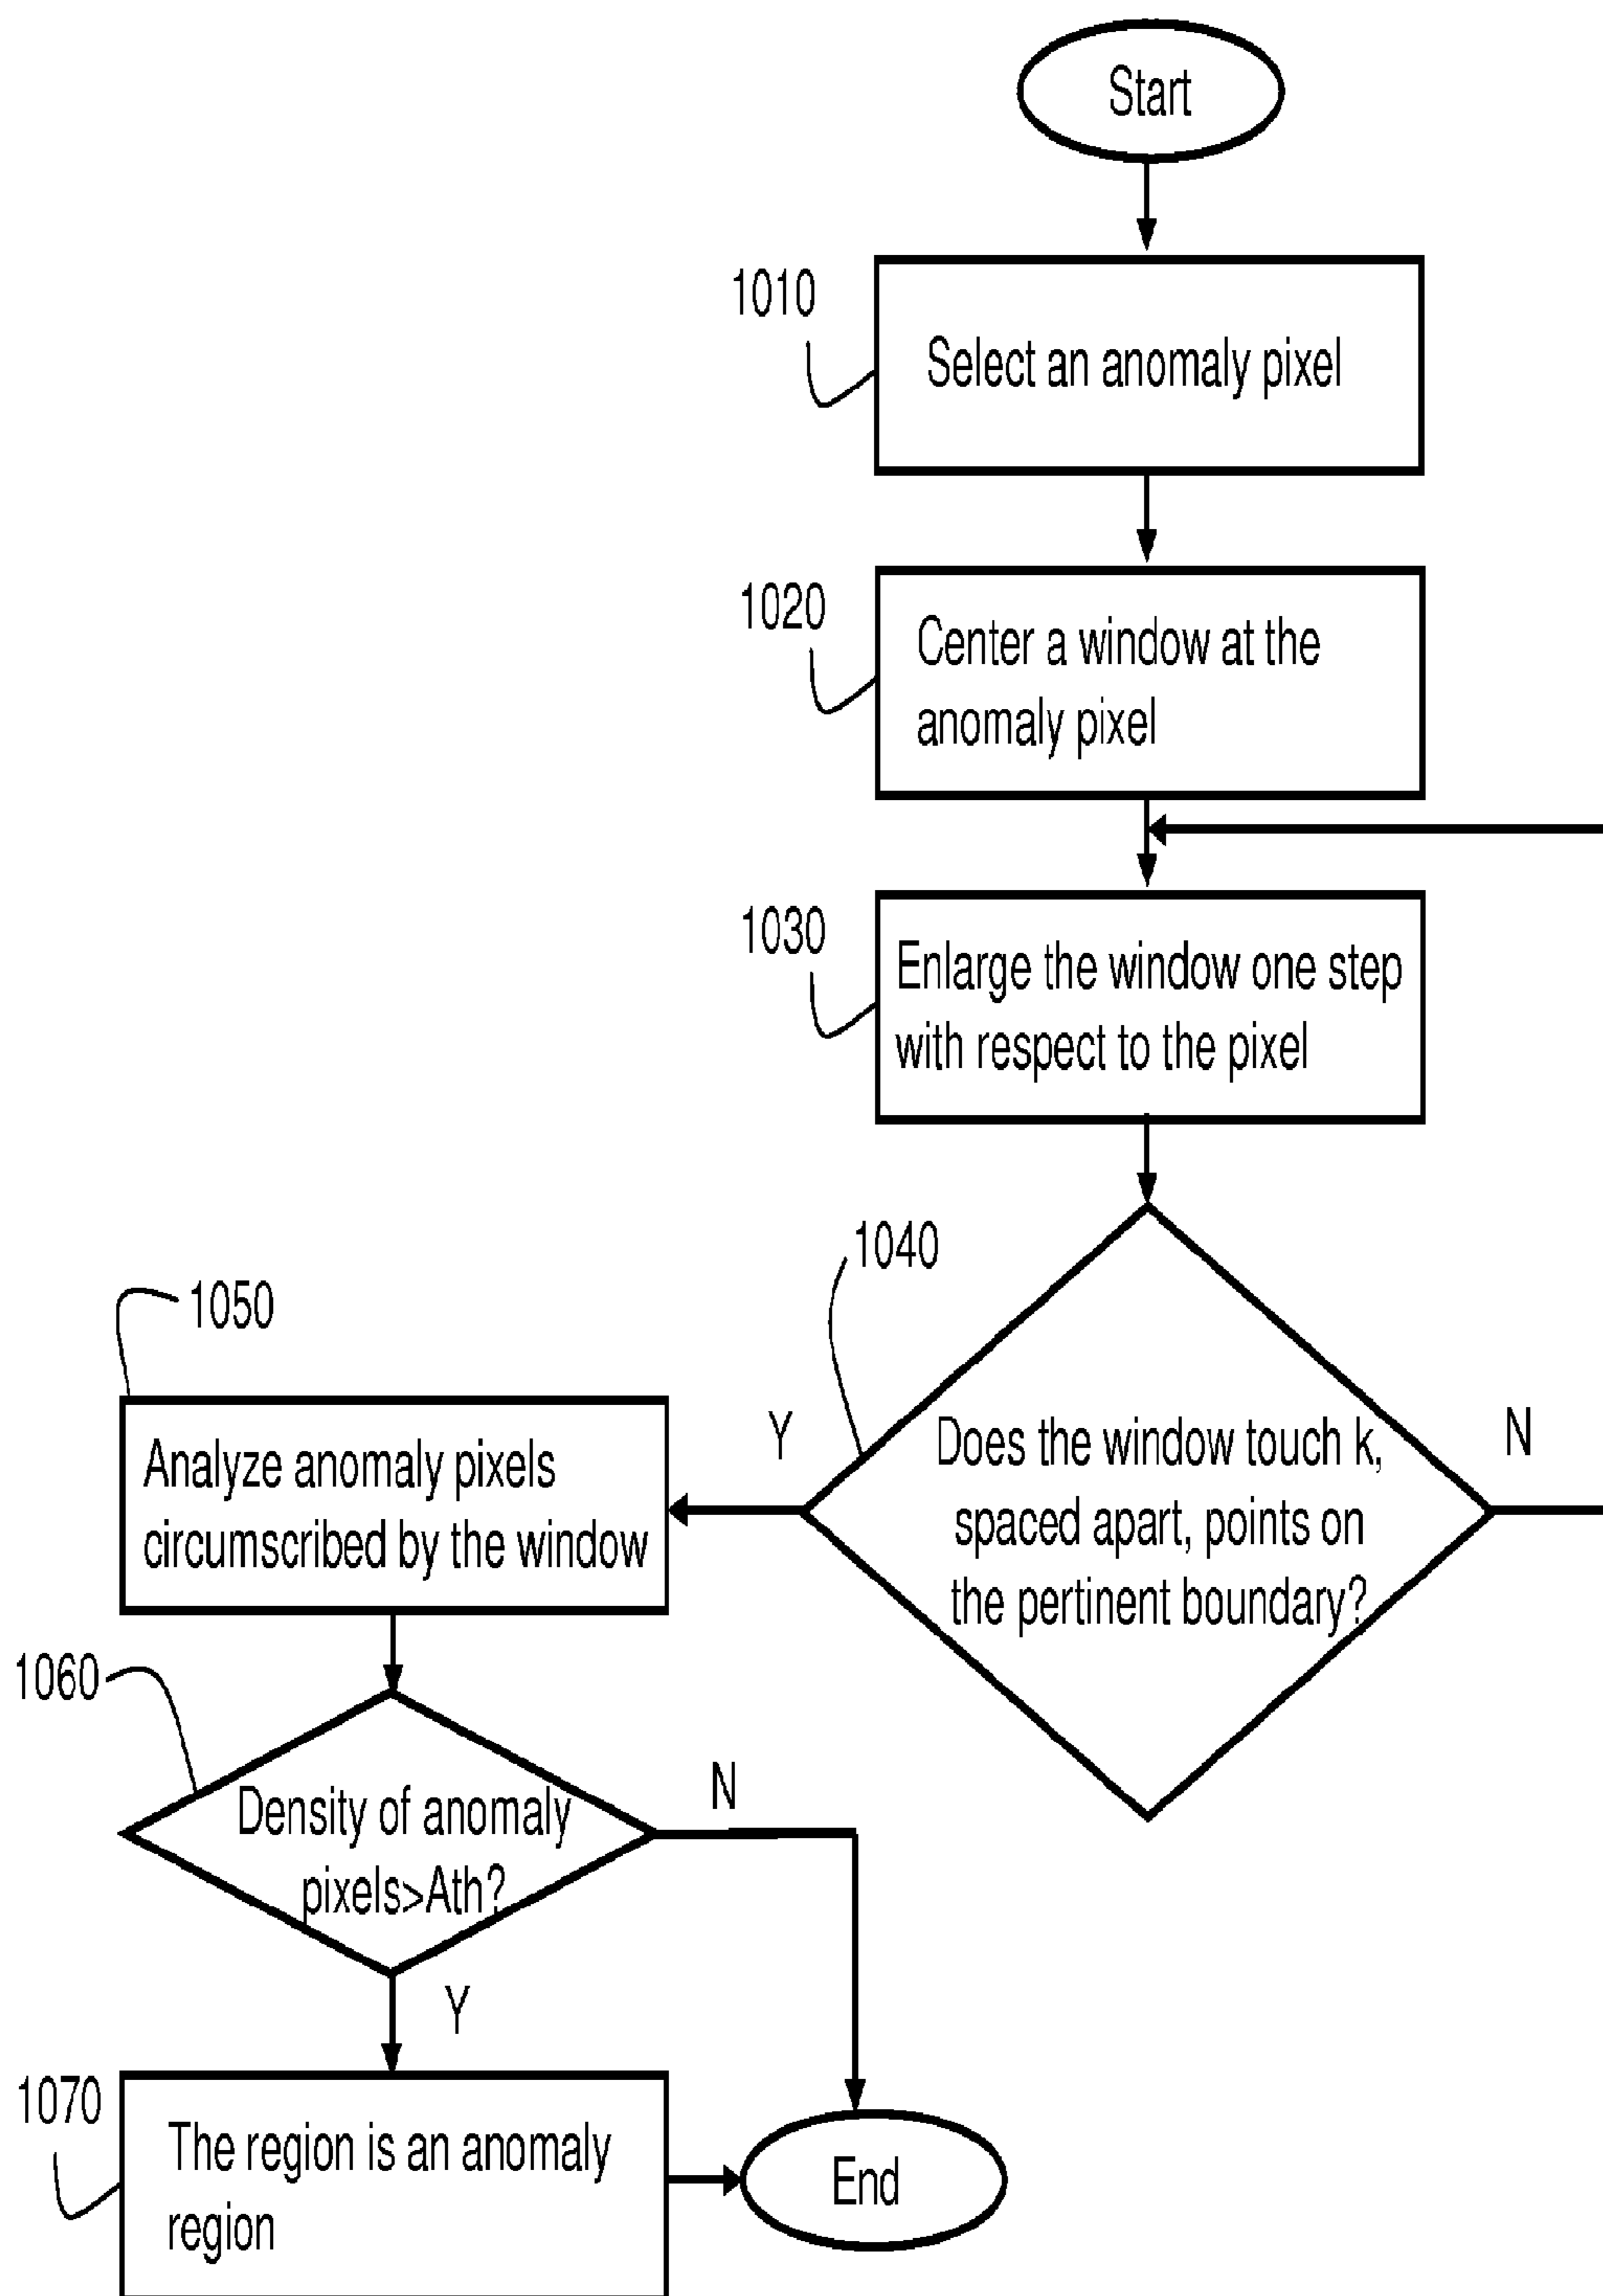 Start
1010
Select an anomaly pixel
1020
Center a window at the
anomaly pixel
1030
Enlarge the window one step
with respect to the pixel
1040
Does the window touch k,
spaced apart, points on
the pertinent boundary?
Y
N
1050
Analyze anomaly pixels
circumscribed by the window
1060
Density of anomaly
pixels>Ath?
N
Y
1070
The region is an anomaly
region
End